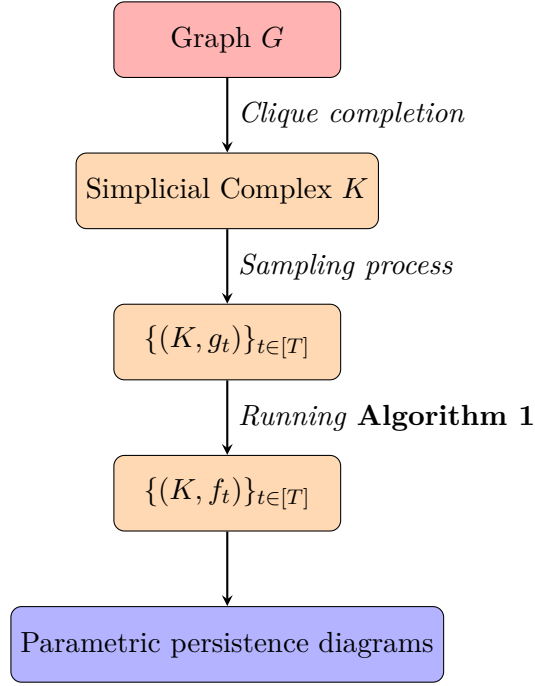 Graph G
Clique completion
Simplicial Complex K
Sampling process
{(K, g_t)}_{t∈[T]}
Running Algorithm 1
{(K, f_t)}_{t∈[T]}
Parametric persistence diagrams